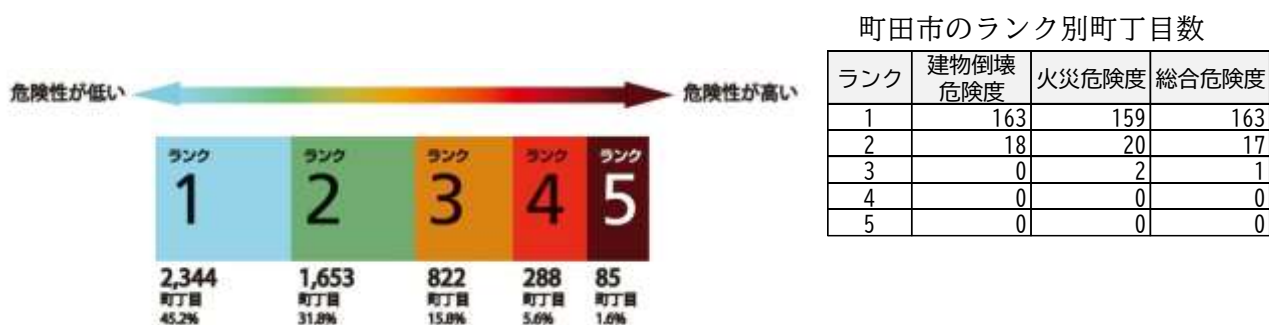 町田市のランク別町丁目数
危険性が低い 危険性が高い
ランク ランク ランク ランク ランク
1 2 3 4 5
2,344 1,653 822 288 85
町丁目 町丁目 町丁目 町丁目 町丁目
45.2% 31.8% 15.8% 5.6% 1.6%
ランク 建物倒壊危険度 火災危険度 総合危険度
1 163 159 163
2 18 20 17
3 0 2 1
4 0 0 0
5 0 0 0